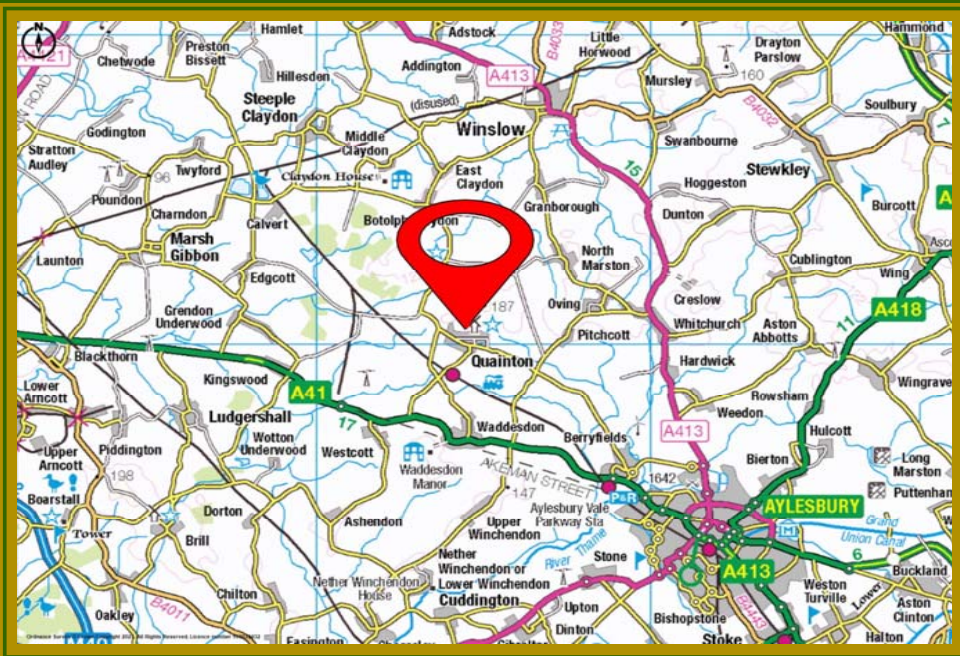 N
Hamlet
Adstock
B4033
Little
Horwood
Hammond
A4421
Chetwode
Preston
Bissett
Hillesden
Addington
A413
Drayton
Parslow
160
Mursley
Steeple
Claydon
(disused)
Winslow
B4032
Soulbury
Godington
Middle
Claydon
Swanbourne
Stratton
Audley
Twyford
96
Claydon House
East
Claydon
15
Stewkley
Hoggeston
Poundon
Charndon
Calvert
Granborough
Dunton
Burcott
Marsh
Gibbon
North
Marston
Cublington
Launton
Edgcott
Wing
187
Oving
Creslow
A418
Grendon
Underwood
Pitchcott
Whitchurch
Aston
Abbotts
11
Blackthorn
Quainton
Hardwick
Kingswood
Rowsham
Wingrave
Lower
Arncott
A41
17
Ludgershall
Waddesdon
Weedon
Hulcott
Piddington
Wotton
Underwood
Westcott
Berryfields
A413
Bierton
Long
Marston
Upper
Arncott
198
Waddesdon
Manor
AKEMAN STREET
1642
147
P&R
Puttenham
Boarstall
Dorton
Aylesbury Vale
Parkway Sta
AYLESBURY
Tower
Brill
Ashendon
Upper
Winchendon
River Thame
Stone
M
Grand
Union Canal
Nether
Winchendon or
Lower Winchendon
6
A413
Buckland
Nether Winchendon
House
Cuddington
Weston
Turville
Lower
Aston
Clinton
Oakley
B4011
Chilton
Upton
Dinton
Bishopstone
B4443
Halton
Easington
Stoke